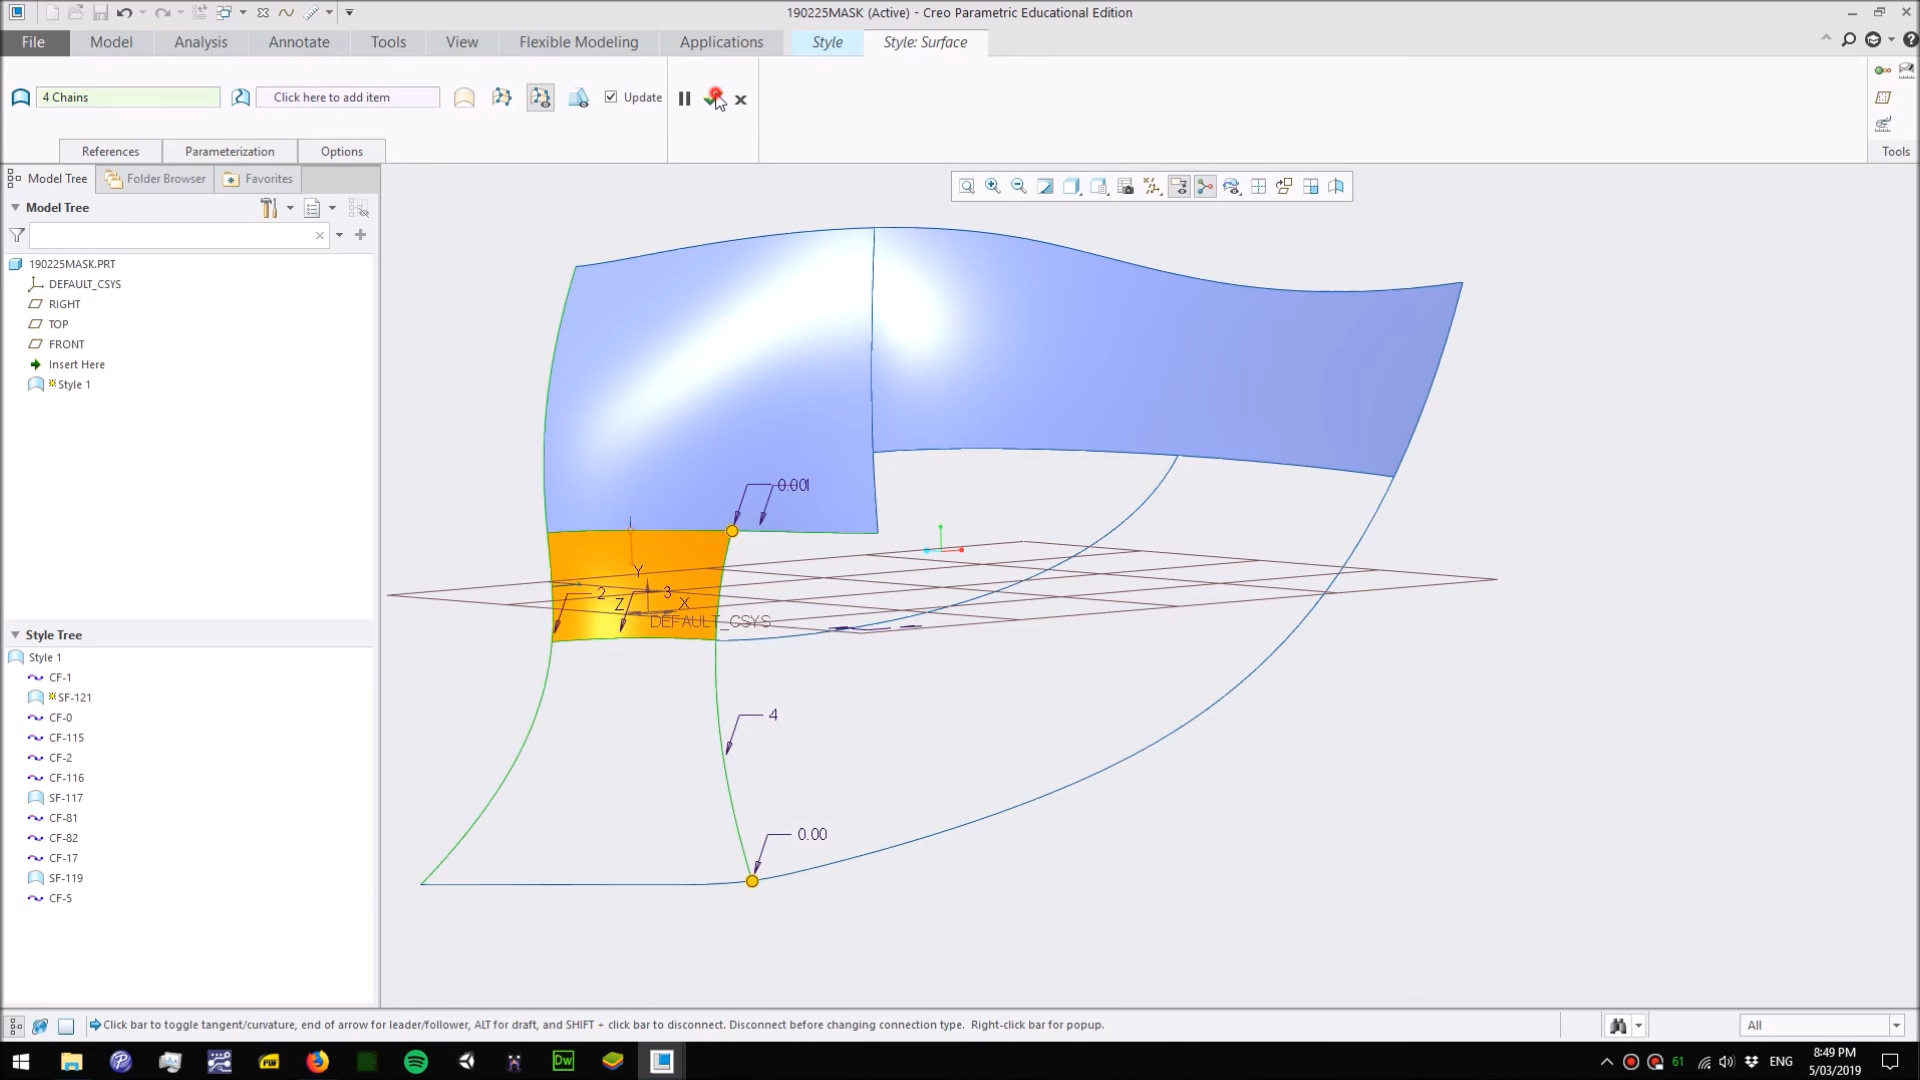 190225MASK (Active) - Creo Parametric Educational Edition
File Model Analysis Annotate Tools View Flexible Modeling Applications Style Style: Surface
4 Chains Click here to add item Update
References Parameterization Options Tools
Model Tree Folder Browser Favorites
Model Tree
190225MASK.PRT
DEFAULT_CSYS
RIGHT
TOP
FRONT
Insert Here
Style 1
Style Tree
Style 1
CF-1
SF-121
CF-0
CF-115
CF-2
CF-116
SF-117
CF-81
CF-82
CF-17
SF-119
CF-5
Y
2 3
Z X
DEFAULT_CSYS
4
0.00
Click bar to toggle tangent/curvature, end of arrow for leader/follower, ALT for draft, and SHIFT + click bar to disconnect. Disconnect before changing connection type. Right-click bar for popup.
All
Dw
61 ENG 8:49 PM
5/03/2019